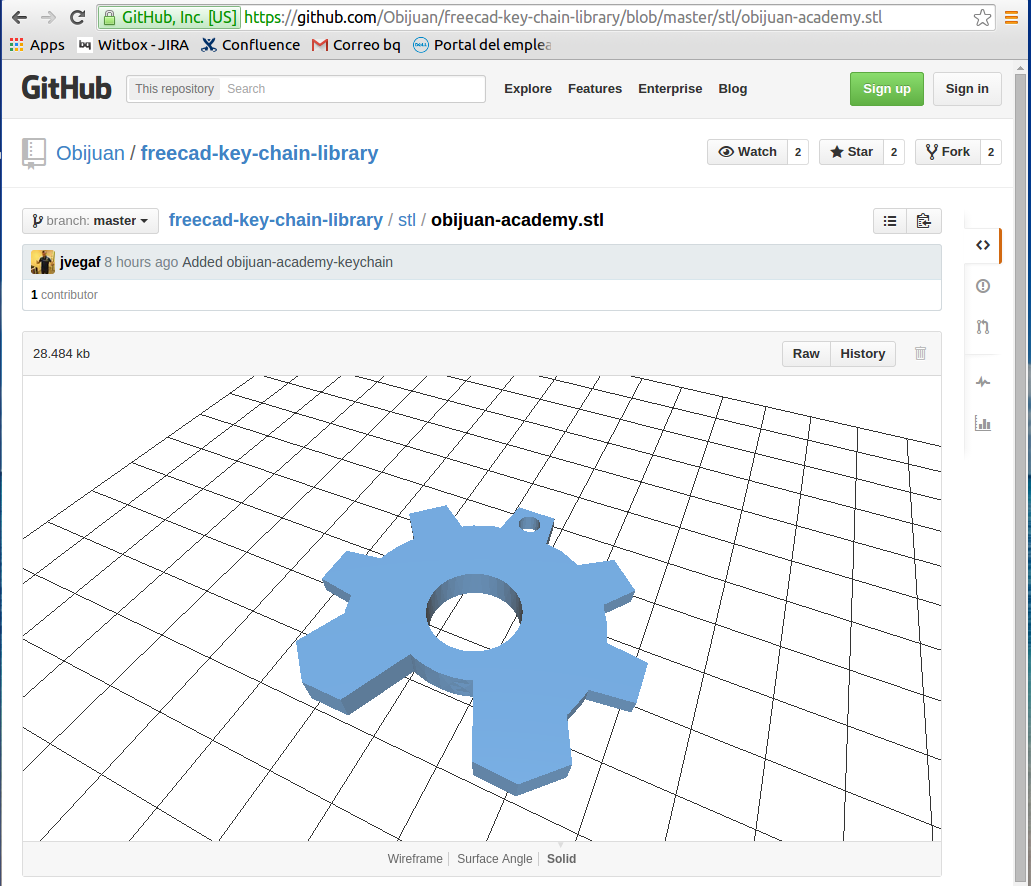 GitHub, Inc. [US] https://github.com/Obijuan/freecad-key-chain-library/blob/master/stl/obijuan-academy.stl
Apps bq Witbox - JIRA Confluence Correo bq DELL Portal del emplea
GitHub This repository Search Explore Features Enterprise Blog Sign up Sign in
Obijuan / freecad-key-chain-library Watch 2 Star 2 Fork 2
branch: master freecad-key-chain-library / stl / obijuan-academy.stl
jvegaf 8 hours ago Added obijuan-academy-keychain
1 contributor
28.484 kb Raw History
Wireframe Surface Angle Solid